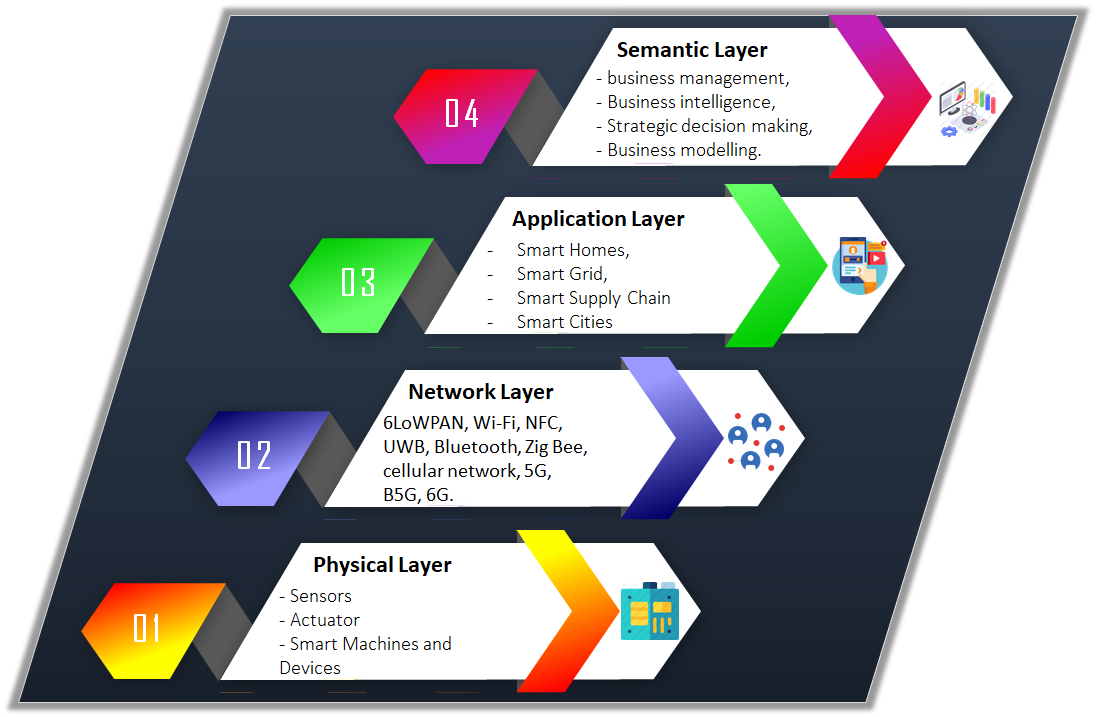 04
Semantic Layer
- business management,
- Business intelligence,
- Strategic decision making,
- Business modelling.
03
Application Layer
- Smart Homes,
- Smart Grid,
- Smart Supply Chain
- Smart Cities
02
Network Layer
6LoWPAN, Wi-Fi, NFC,
UWB, Bluetooth, Zig Bee,
cellular network, 5G,
B5G, 6G.
01
Physical Layer
- Sensors
- Actuator
- Smart Machines and
Devices